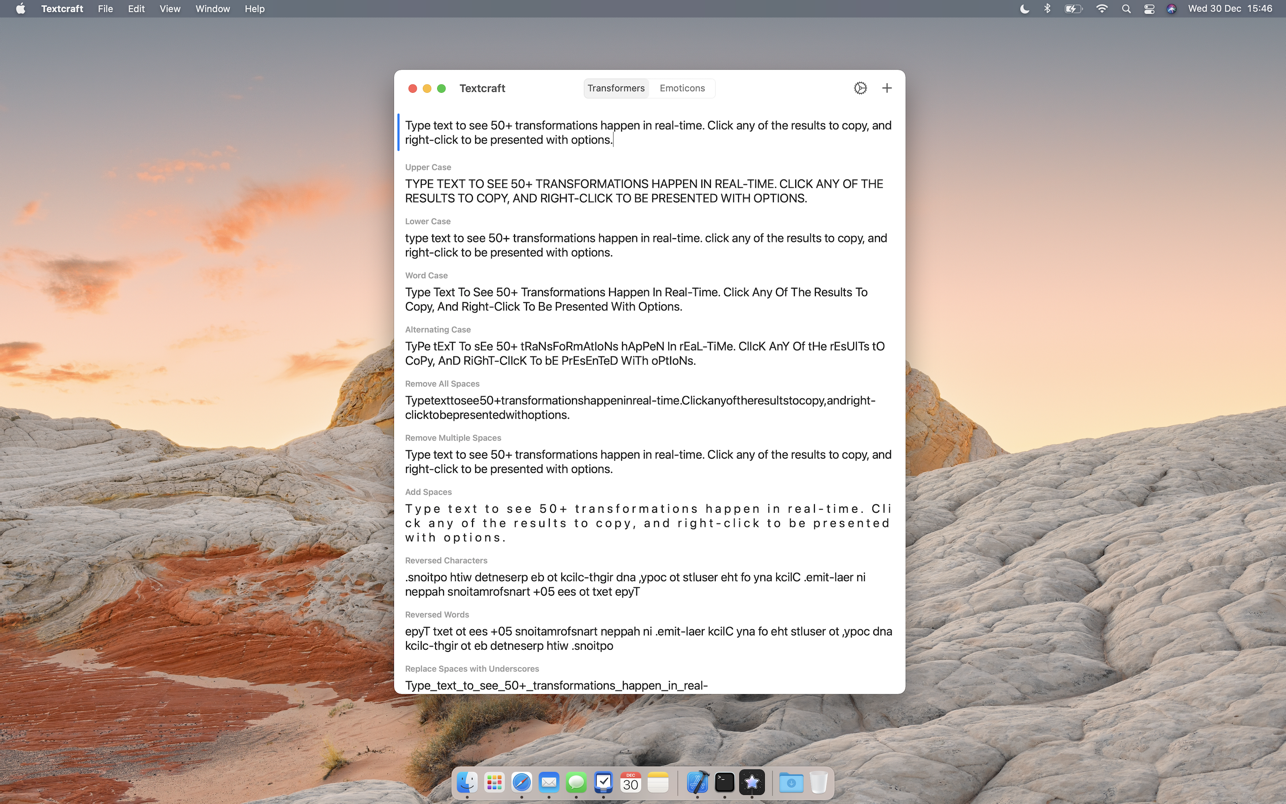 Textcraft File Edit View Window Help Wed 30 Dec 15:46
Textcraft Transformers Emoticons
Type text to see 50+ transformations happen in real-time. Click any of the results to copy, and
right-click to be presented with options.
Upper Case
TYPE TEXT TO SEE 50+ TRANSFORMATIONS HAPPEN IN REAL-TIME. CLICK ANY OF THE
RESULTS TO COPY, AND RIGHT-CLICK TO BE PRESENTED WITH OPTIONS.
Lower Case
type text to see 50+ transformations happen in real-time. click any of the results to copy, and
right-click to be presented with options.
Word Case
Type Text To See 50+ Transformations Happen In Real-Time. Click Any Of The Results To
Copy, And Right-Click To Be Presented With Options.
Alternating Case
TyPe tExT To sEe 50+ tRaNsFoRmAtIoNs hApPeN In rEaL-TiMe. ClIcK AnY Of tHe rEsUlTs tO
CoPy, AnD RiGhT-ClIcK To bE PrEsEnTeD WiTh oPtIoNs.
Remove All Spaces
Typetexttosee50+transformationshappeninreal-time.Clickanyoftheresultstocopy,andright-
clicktobepresentedwithoptions.
Remove Multiple Spaces
Type text to see 50+ transformations happen in real-time. Click any of the results to copy, and
right-click to be presented with options.
Add Spaces
T y p e t e x t t o s e e 5 0 + t r a n s f o r m a t i o n s h a p p e n i n r e a l - t i m e . C l i
c k a n y o f t h e r e s u l t s t o c o p y , a n d r i g h t - c l i c k t o b e p r e s e n t e d
w i t h o p t i o n s .
Reversed Characters
.snoitpo htiw detneserp eb ot kcilc-thgir dna ,ypoc ot stluser eht fo yna kcilC .emit-laer ni
neppah snoitamrofsnart +05 ees ot txet epyT
Reversed Words
epyT txet ot ees +05 snoitamrofsnart neppah ni .emit-laer kcilC yna fo eht stluser ot ,ypoc dna
kcilc-thgir ot eb detneserp htiw .snoitpo
Replace Spaces with Underscores
Type_text_to_see_50+_transformations_happen_in_real-
DEC
30